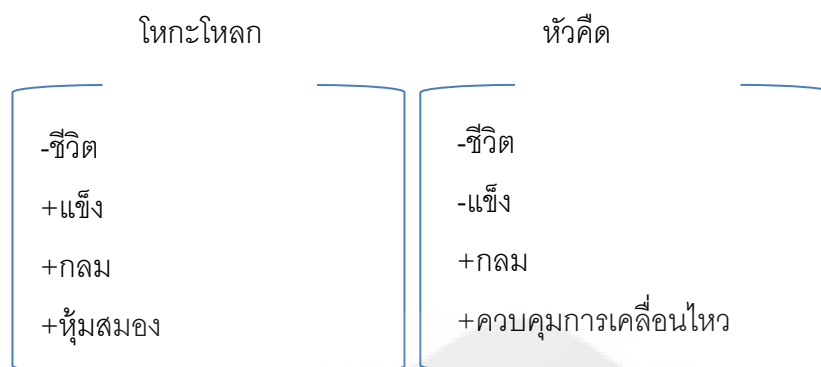 โหกะโหลก
-ชีวิต
+แข็ง
+กลม
+หุ้มสมอง
หัวคืด
-ชีวิต
-แข็ง
+กลม
+ควบคุมการเคลื่อนไหว